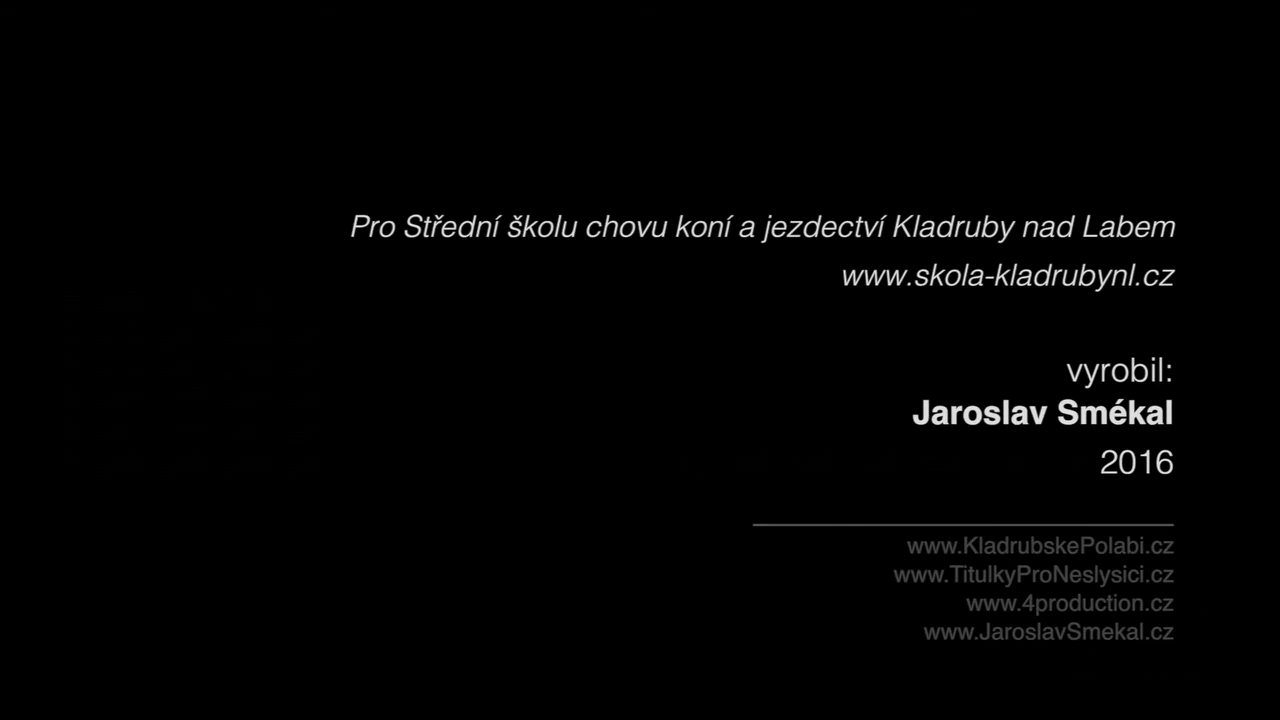 Pro Střední školu chovu koní a jezdectví Kladruby nad Labem
www.skola-kladrubynl.cz
vyrobil:
Jaroslav Smékal
2016
www.KladrubskePolabi.cz
www.TitulkyProNeslysici.cz
www.4production.cz
www.JaroslavSmekal.cz